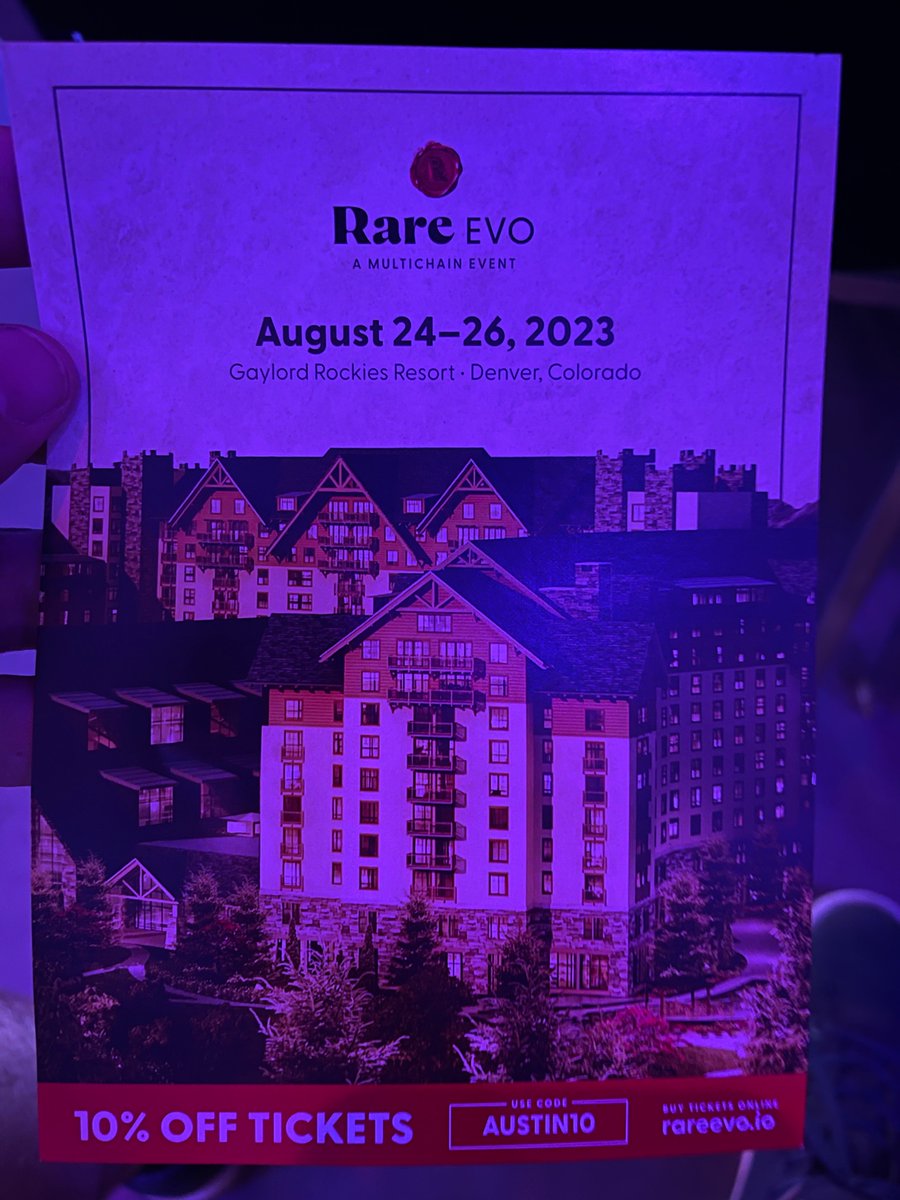 R
Rare EVO
A MULTICHAIN EVENT
August 24–26, 2023
Gaylord Rockies Resort · Denver, Colorado
10% OFF TICKETS
USE CODE
AUSTIN10
BUY TICKETS ONLINE
rareevo.io